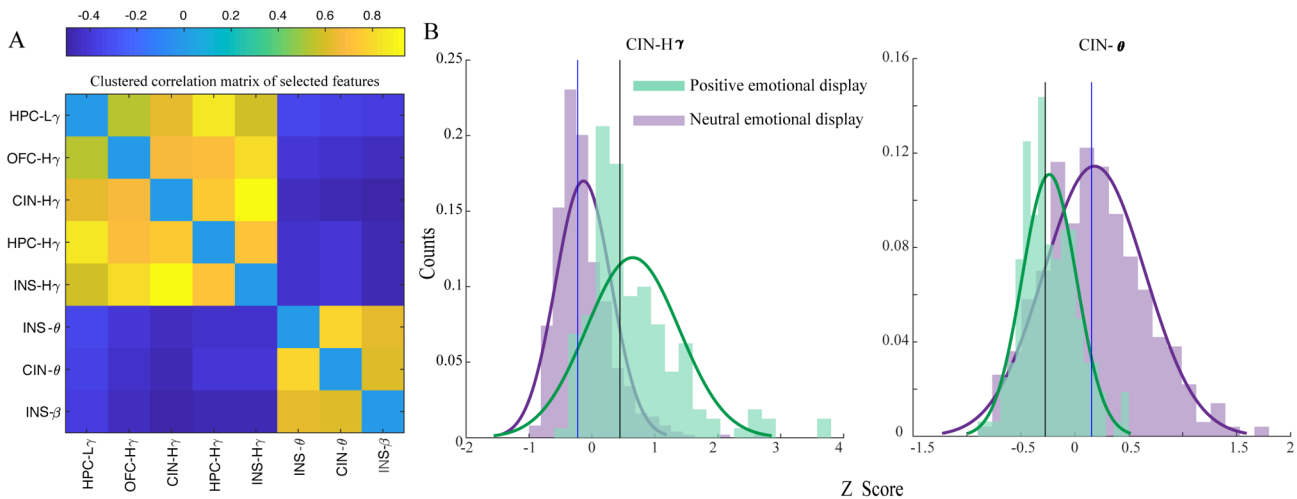 A
-0.4 -0.2 0 0.2 0.4 0.6 0.8
Clustered correlation matrix of selected features
HPC-Lγ
OFC-Hγ
CIN-Hγ
HPC-Hγ
INS-Hγ
INS-θ
CIN-θ
INS-β
HPC-Lγ OFC-Hγ CIN-Hγ HPC-Hγ INS-Hγ INS-θ CIN-θ INS-β
B
CIN-Hγ
Positive emotional display
Neutral emotional display
Counts
0.25
0.2
0.15
0.1
0.05
0
-2 -1 0 1 2 3 4
CIN-θ
0.16
0.12
0.08
0.04
0
-1.5 -0.5 0 0.5 1.5 2
Z Score